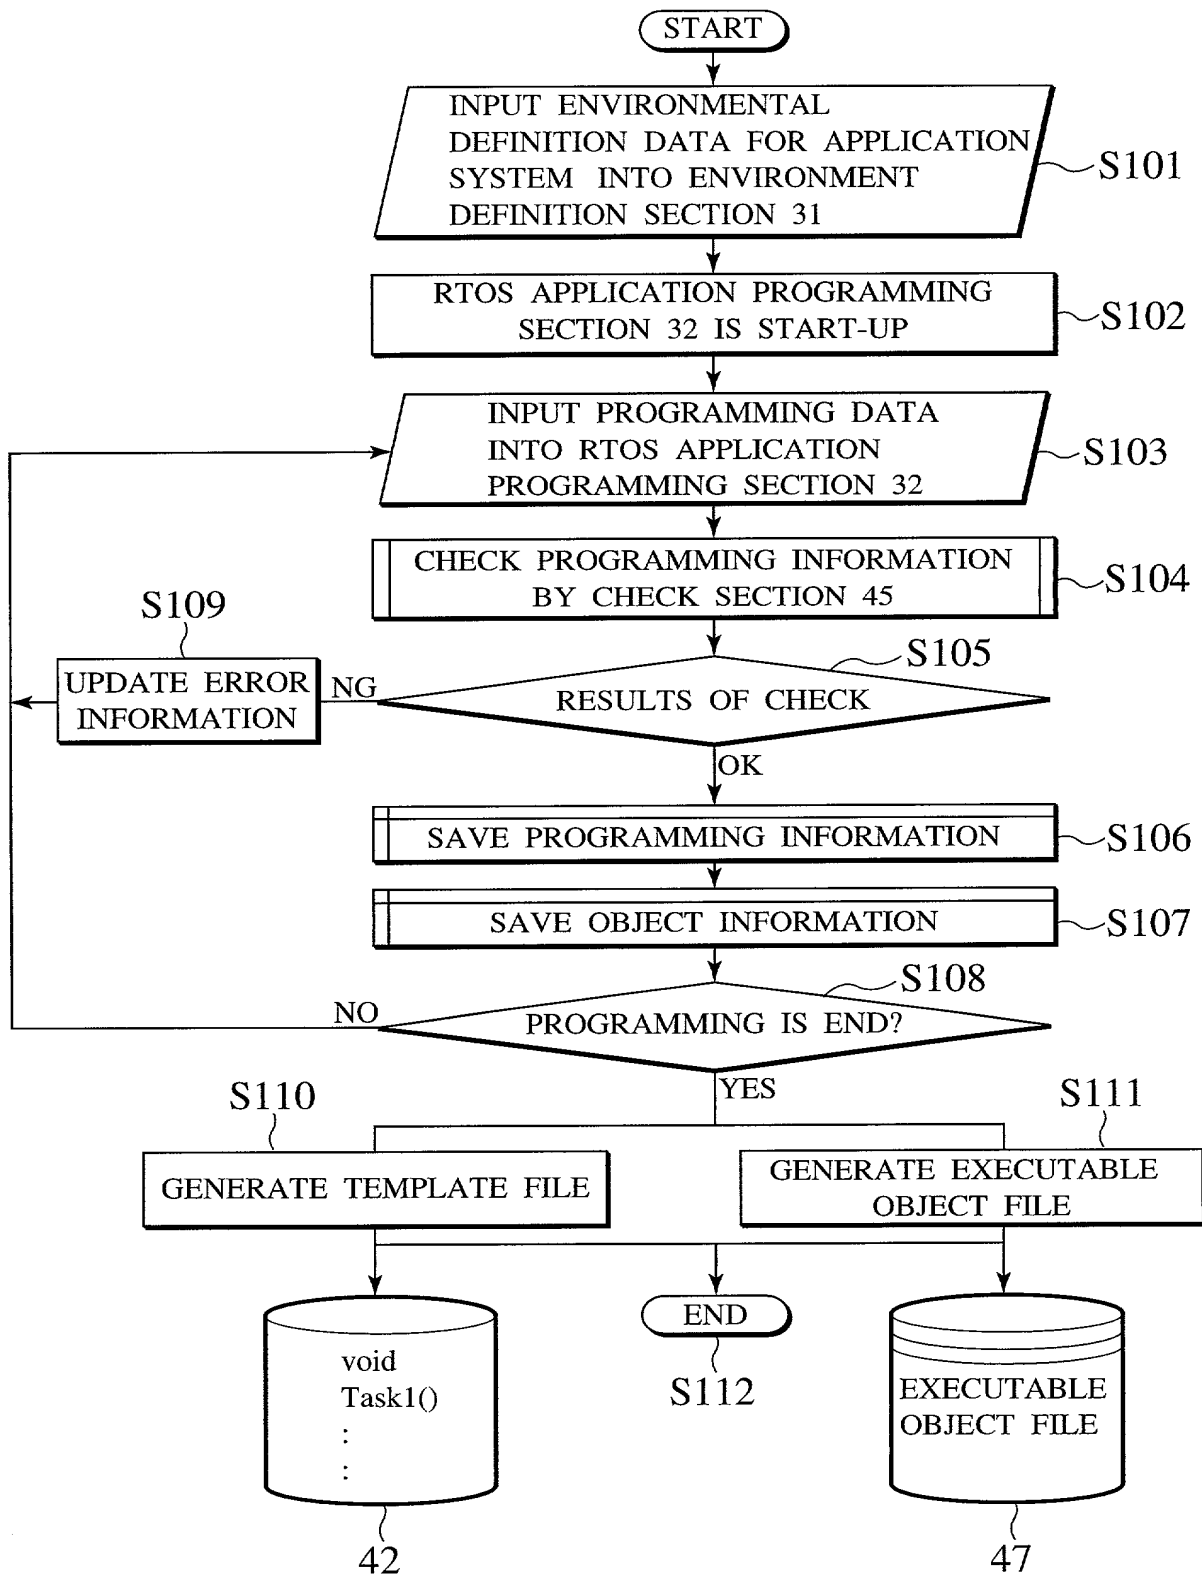 START
INPUT ENVIRONMENTAL
DEFINITION DATA FOR APPLICATION
SYSTEM INTO ENVIRONMENT
DEFINITION SECTION 31
S101
RTOS APPLICATION PROGRAMMING
SECTION 32 IS START-UP
S102
INPUT PROGRAMMING DATA
INTO RTOS APPLICATION
PROGRAMMING SECTION 32
S103
CHECK PROGRAMMING INFORMATION
BY CHECK SECTION 45
S104
S109
UPDATE ERROR
INFORMATION
NG
RESULTS OF CHECK
S105
OK
SAVE PROGRAMMING INFORMATION
S106
SAVE OBJECT INFORMATION
S107
S108
NO
PROGRAMMING IS END?
YES
S110
GENERATE TEMPLATE FILE
S111
GENERATE EXECUTABLE
OBJECT FILE
void
Task1()
:
:
42
END
S112
EXECUTABLE
OBJECT FILE
47